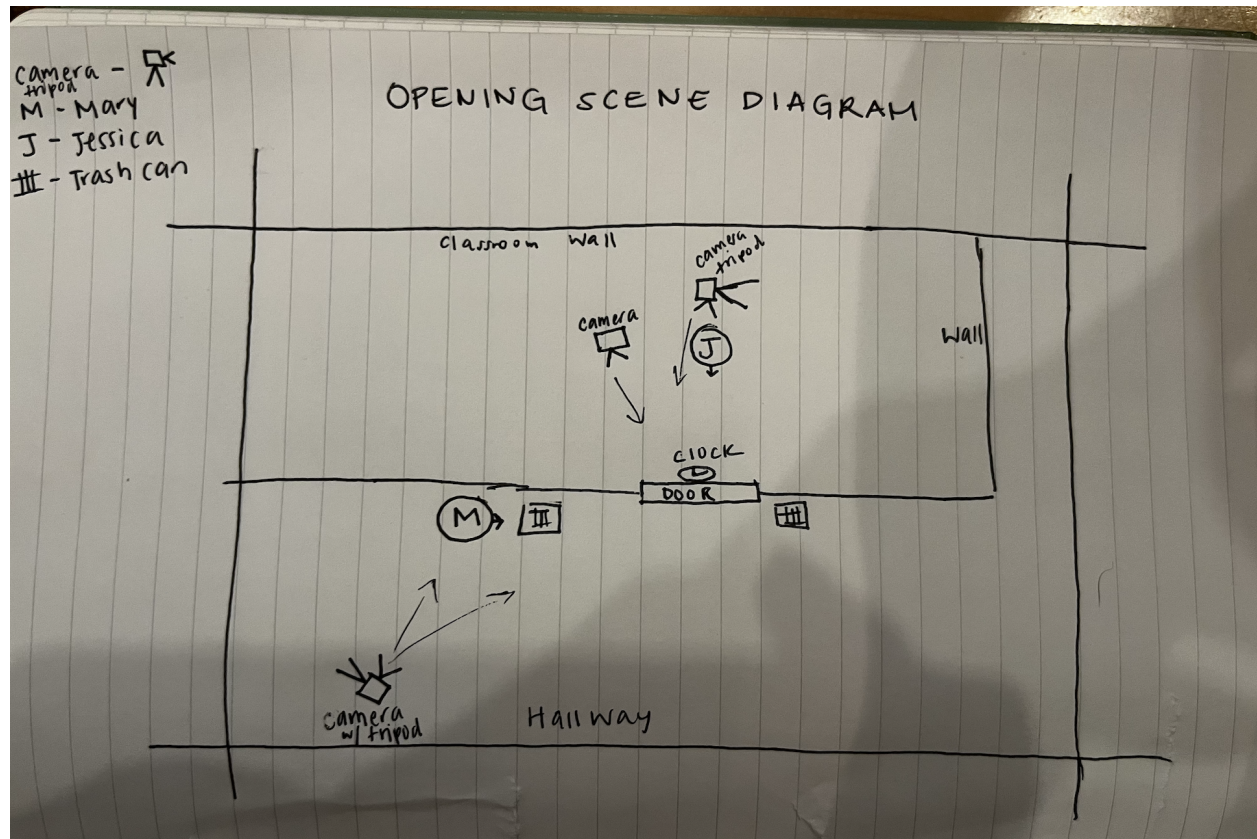 camera -
tripod
M - Mary
J - Jessica
- Trash can
OPENING SCENE DIAGRAM
Classroom Wall
camera
tripod
camera
J
Wall
CLOCK
DOOR
M
camera
w/ tripod
Hallway